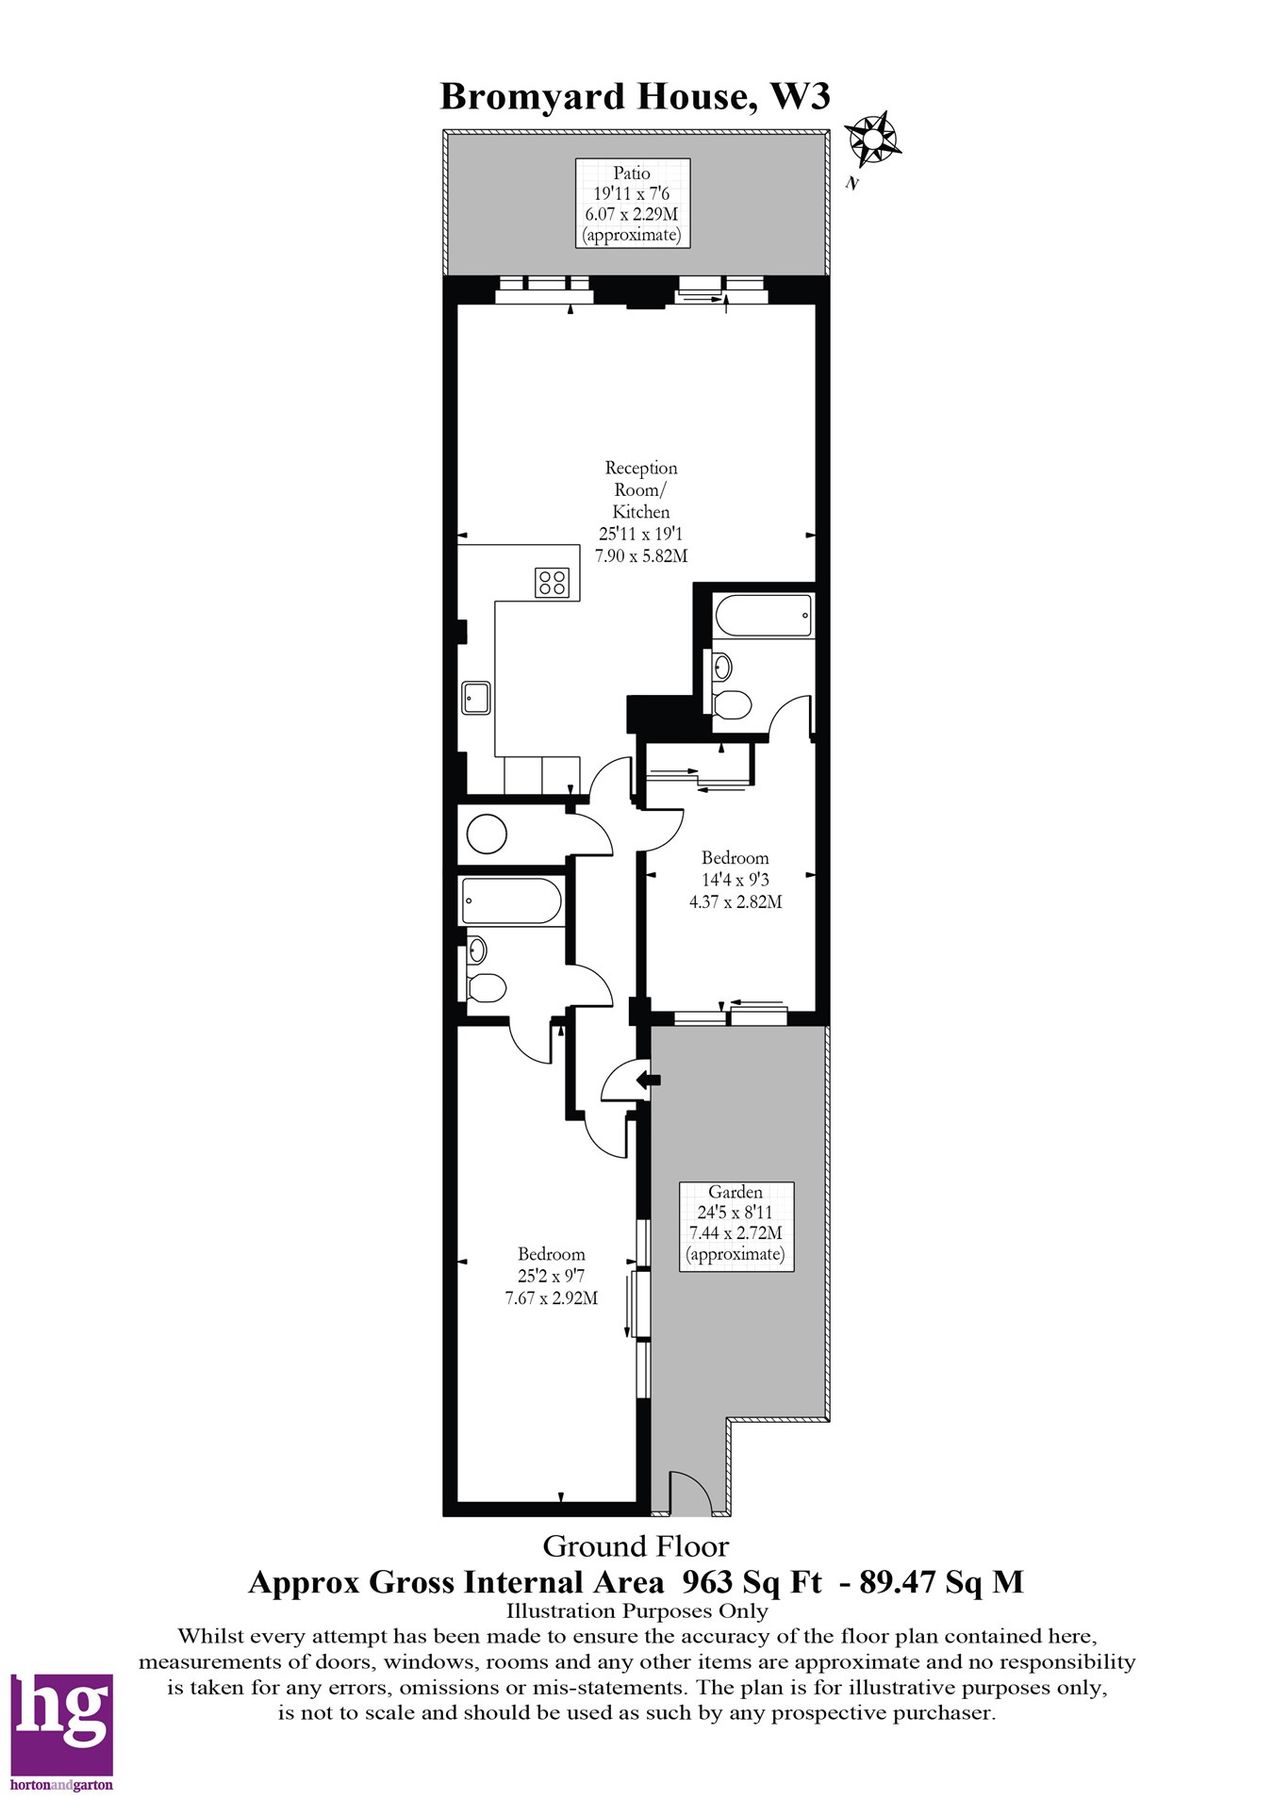 Bromyard House, W3
N
Patio
19'11 x 7'6
6.07 x 2.29M
(approximate)
Reception
Room/
Kitchen
25'11 x 19'1
7.90 x 5.82M
Bedroom
14'4 x 9'3
4.37 x 2.82M
Garden
24'5 x 8'11
7.44 x 2.72M
(approximate)
Bedroom
25'2 x 9'7
7.67 x 2.92M
Ground Floor
Approx Gross Internal Area  963 Sq Ft  - 89.47 Sq M
Illustration Purposes Only
Whilst every attempt has been made to ensure the accuracy of the floor plan contained here,
measurements of doors, windows, rooms and any other items are approximate and no responsibility
is taken for any errors, omissions or mis-statements. The plan is for illustrative purposes only,
is not to scale and should be used as such by any prospective purchaser.
hg
hortonandgarton